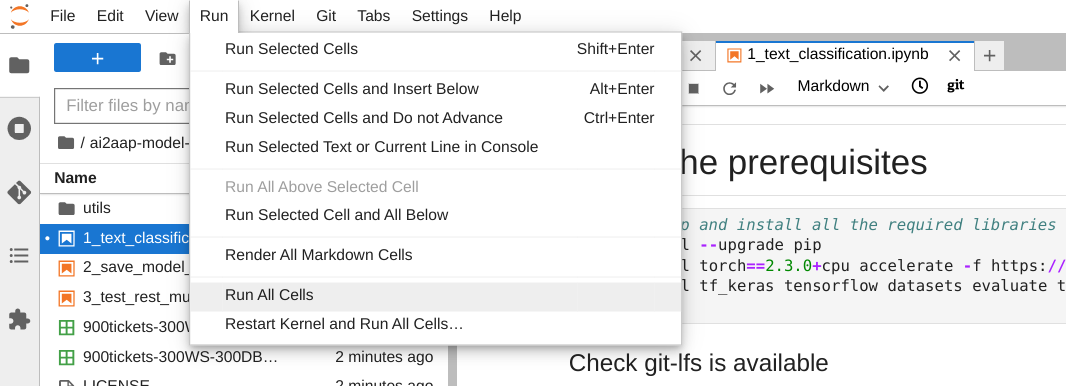 File Edit View Run Kernel Git Tabs Settings Help
Run Selected Cells Shift+Enter
1_text_classification.ipynb
Run Selected Cells and Insert Below Alt+Enter
Markdown git
Filter files by nar
Run Selected Cells and Do not Advance Ctrl+Enter
/ ai2aap-model-
Run Selected Text or Current Line in Console
he prerequisites
Name
Run All Above Selected Cell
utils
Run Selected Cell and All Below
p and install all the required libraries
1_text_classific
l --upgrade pip
Render All Markdown Cells
2_save_model_
l torch==2.3.0+cpu accelerate -f https://
l tf_keras tensorflow datasets evaluate t
3_test_rest_mu
Run All Cells
900tickets-300W
Restart Kernel and Run All Cells…
900tickets-300WS-300DB… 2 minutes ago
Check git-lfs is available
LICENSE 2 minutes ago